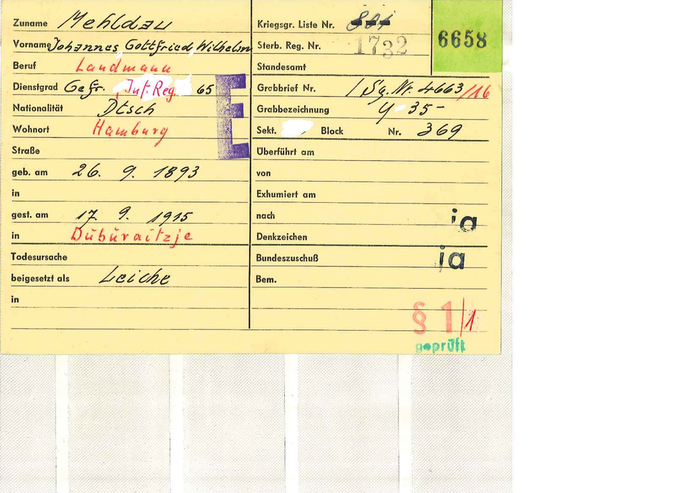 Zuname Mehldau
Vorname Johannes Gottfried Wilhelm
Beruf Landmann
Dienstgrad Gefr. Inf. Reg. 65
Nationalität Dtsch
Wohnort Hamburg
Straße
geb. am 26. 9. 1893
in
gest. am 17. 9. 1915
in Dubüraitzje
Todesursache
beigesetzt als Leiche
in
E
Kriegsgr. Liste Nr.
Sterb. Reg. Nr. 1732
6658
Standesamt
Grabbrief Nr. / Sg. Nr. 4663/16
Grabbezeichnung Y 35-
Sekt. Block Nr. 369
Überführt am
von
Exhumiert am
nach ja
Denkzeichen
Bundeszuschuß ja
Bem.
§ 1/1
geprüft